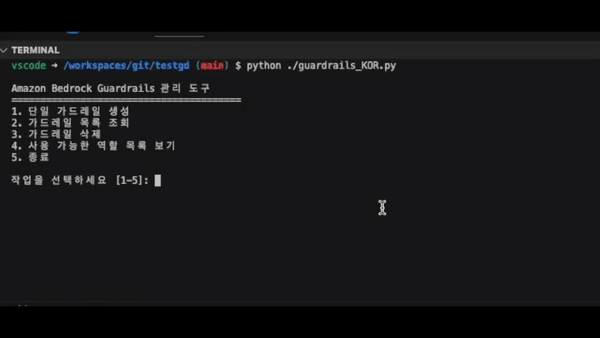 TERMINAL
vscode ➜ /workspaces/git/testgd (main) $ python ./guardrails_KOR.py
Amazon Bedrock Guardrails 관리 도구
==================================================
1. 단일 가드레일 생성
2. 가드레일 목록 조회
3. 가드레일 삭제
4. 사용 가능한 역할 목록 보기
5. 종료
작업을 선택하세요 [1-5]: